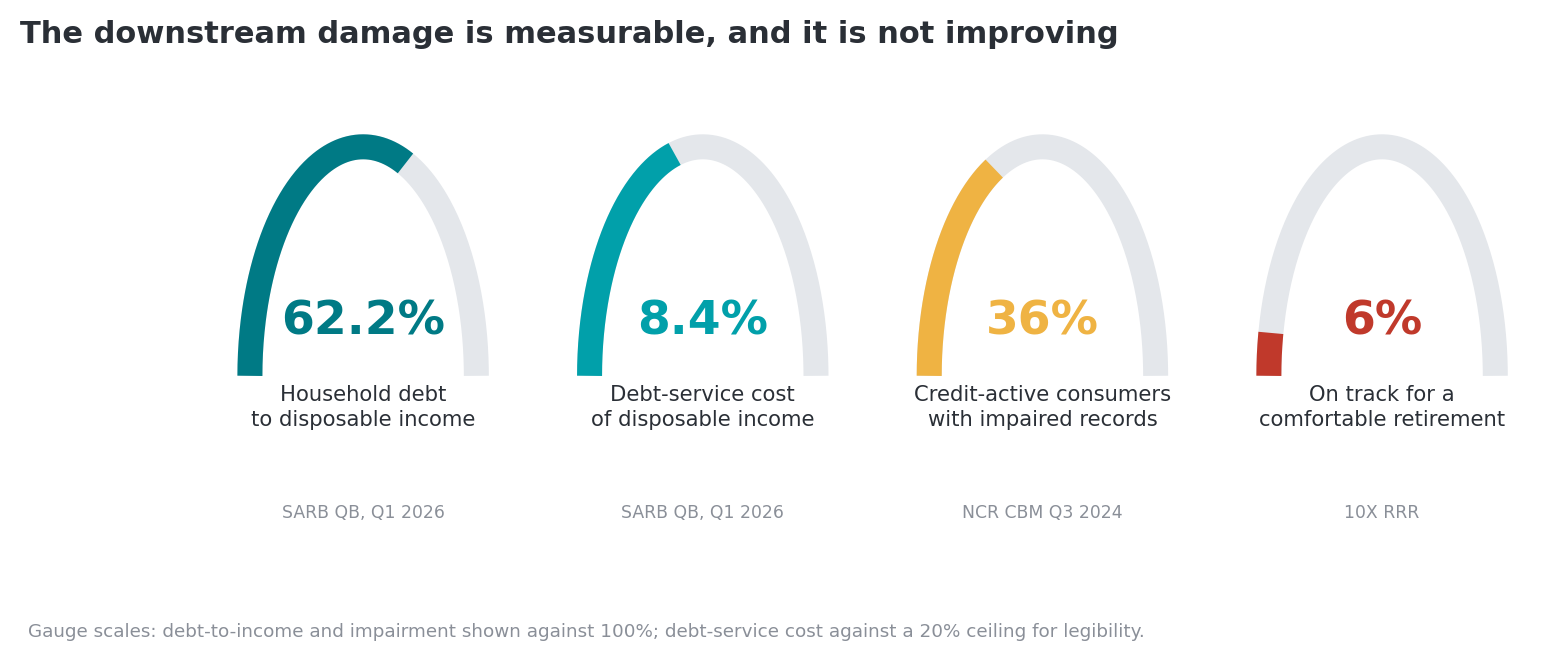 The downstream damage is measurable, and it is not improving
62.2%
Household debt
to disposable income
SARB QB, Q1 2026
8.4%
Debt-service cost
of disposable income
SARB QB, Q1 2026
36%
Credit-active consumers
with impaired records
NCR CBM Q3 2024
6%
On track for a
comfortable retirement
10X RRR
Gauge scales: debt-to-income and impairment shown against 100%; debt-service cost against a 20% ceiling for legibility.